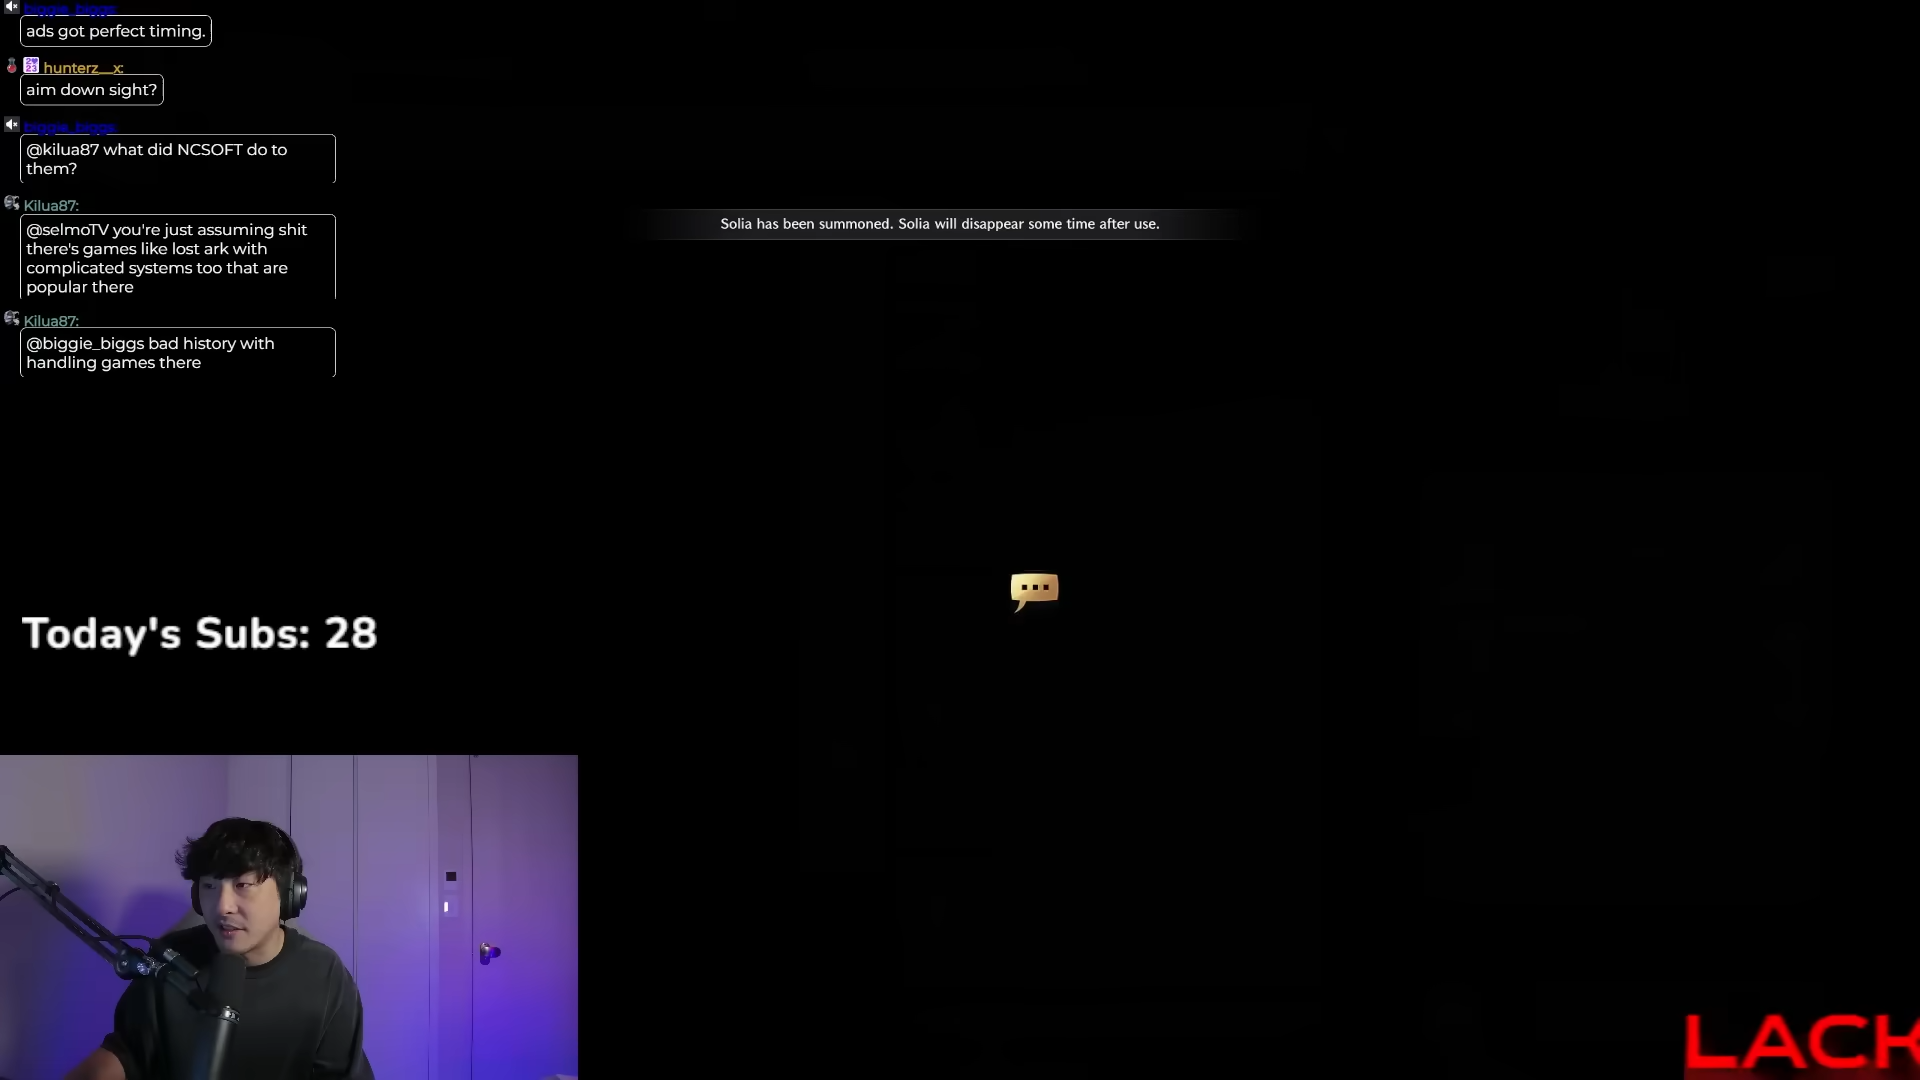 biggie_biggs:
ads got perfect timing.
hunterz__x:
aim down sight?
biggie_biggs:
@kilua87 what did NCSOFT do to
them?
Kilua87:
@selmoTV you're just assuming shit
there's games like lost ark with
complicated systems too that are
popular there
Kilua87:
@biggie_biggs bad history with
handling games there
Solia has been summoned. Solia will disappear some time after use.
Today's Subs: 28
LACK